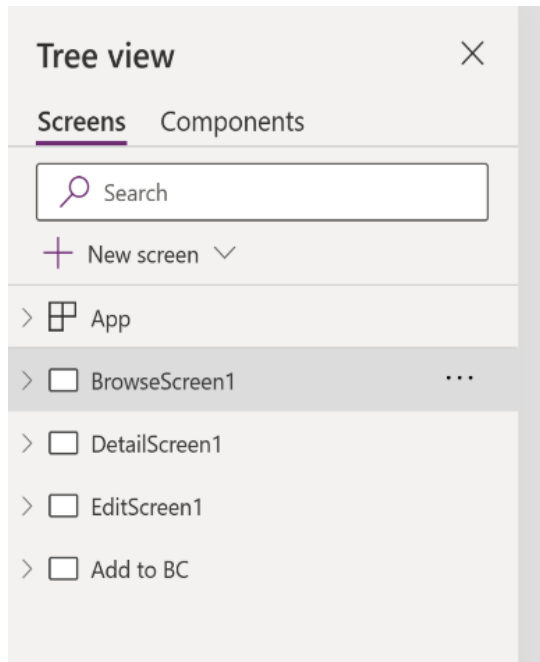 Tree view
Screens Components
Search
New screen
App
BrowseScreen1 ...
DetailScreen1
EditScreen1
Add to BC